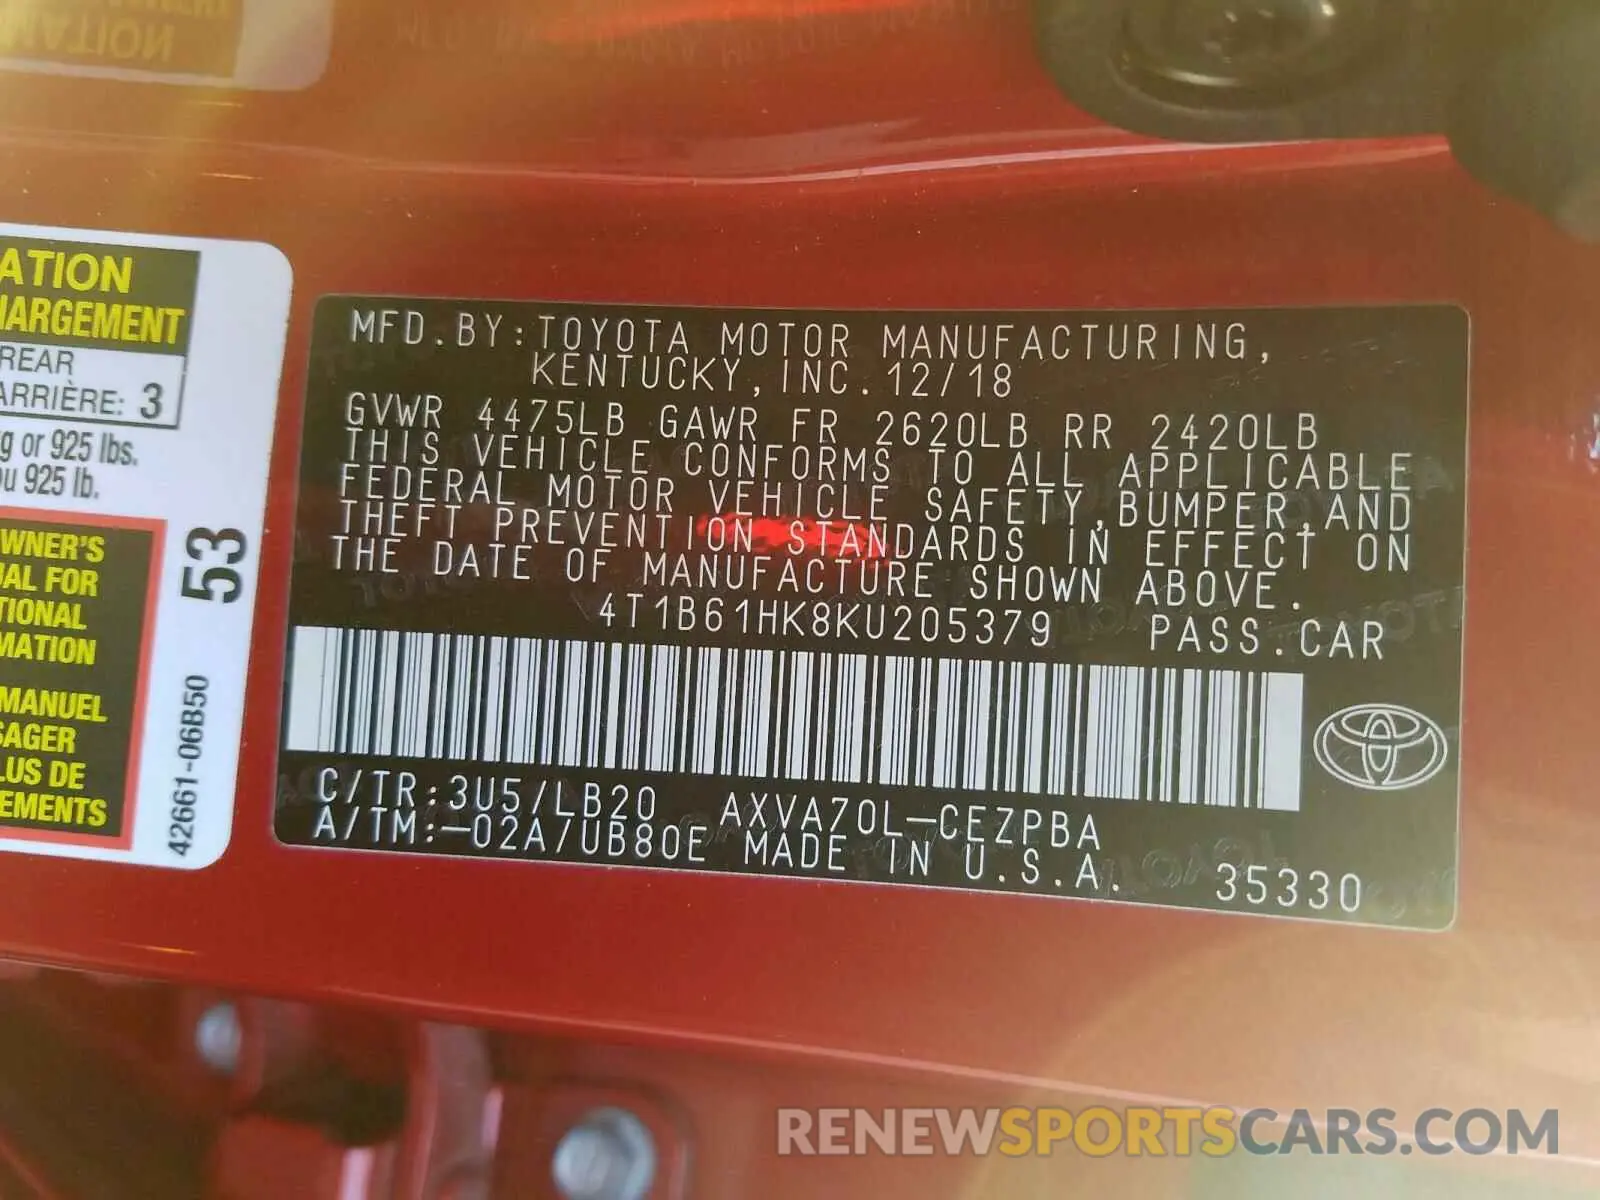 ATION
HARGEMENT
REAR
ARRIÈRE: 3
g or 925 lbs.
ou 925 lb.
WNER'S
UAL FOR
TIONAL
MATION
MANUEL
SAGER
LUS DE
EMENTS
53
42661-06B50
MFD.BY:TOYOTA MOTOR MANUFACTURING,
KENTUCKY,INC.12/18
GVWR 4475LB GAWR FR 2620LB RR 2420LB
THIS VEHICLE CONFORMS TO ALL APPLICABLE
FEDERAL MOTOR VEHICLE SAFETY,BUMPER,AND
THEFT PREVENTION STANDARDS IN EFFECT ON
THE DATE OF MANUFACTURE SHOWN ABOVE.
4T1B61HK8KU205379 PASS.CAR
C/TR:3U5/LB20 AXVA70L-CEZPBA
A/TM:-02A/UB80E MADE IN U.S.A.
35330
RENEWSPORTSCARS.COM